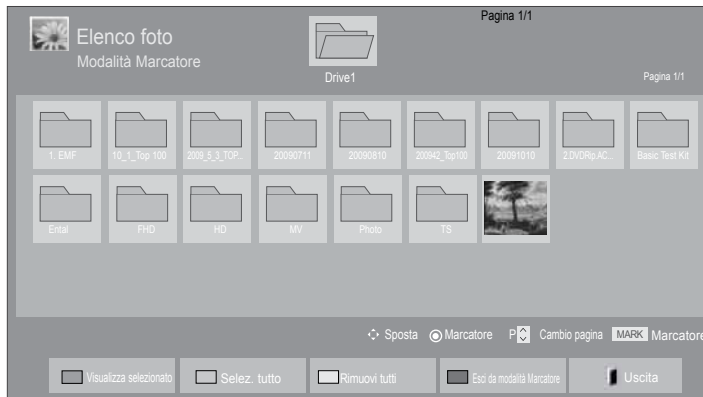 Pagina 1/1
Elenco foto
Modalità Marcatore
Drive1
Pagina 1/1
1. EMF
10_1_Top 100
2009_5_3_TOP...
20090711
20090810
200942_Top100
20091010
2.DVDRip.AC...
Basic Test Kit
Ental
FHD
HD
MV
Photo
TS
Sposta Marcatore P Cambio pagina MARK Marcatore
Visualizza selezionato
Selez. tutto
Rimuovi tutti
Esci da modalità Marcatore
Uscita